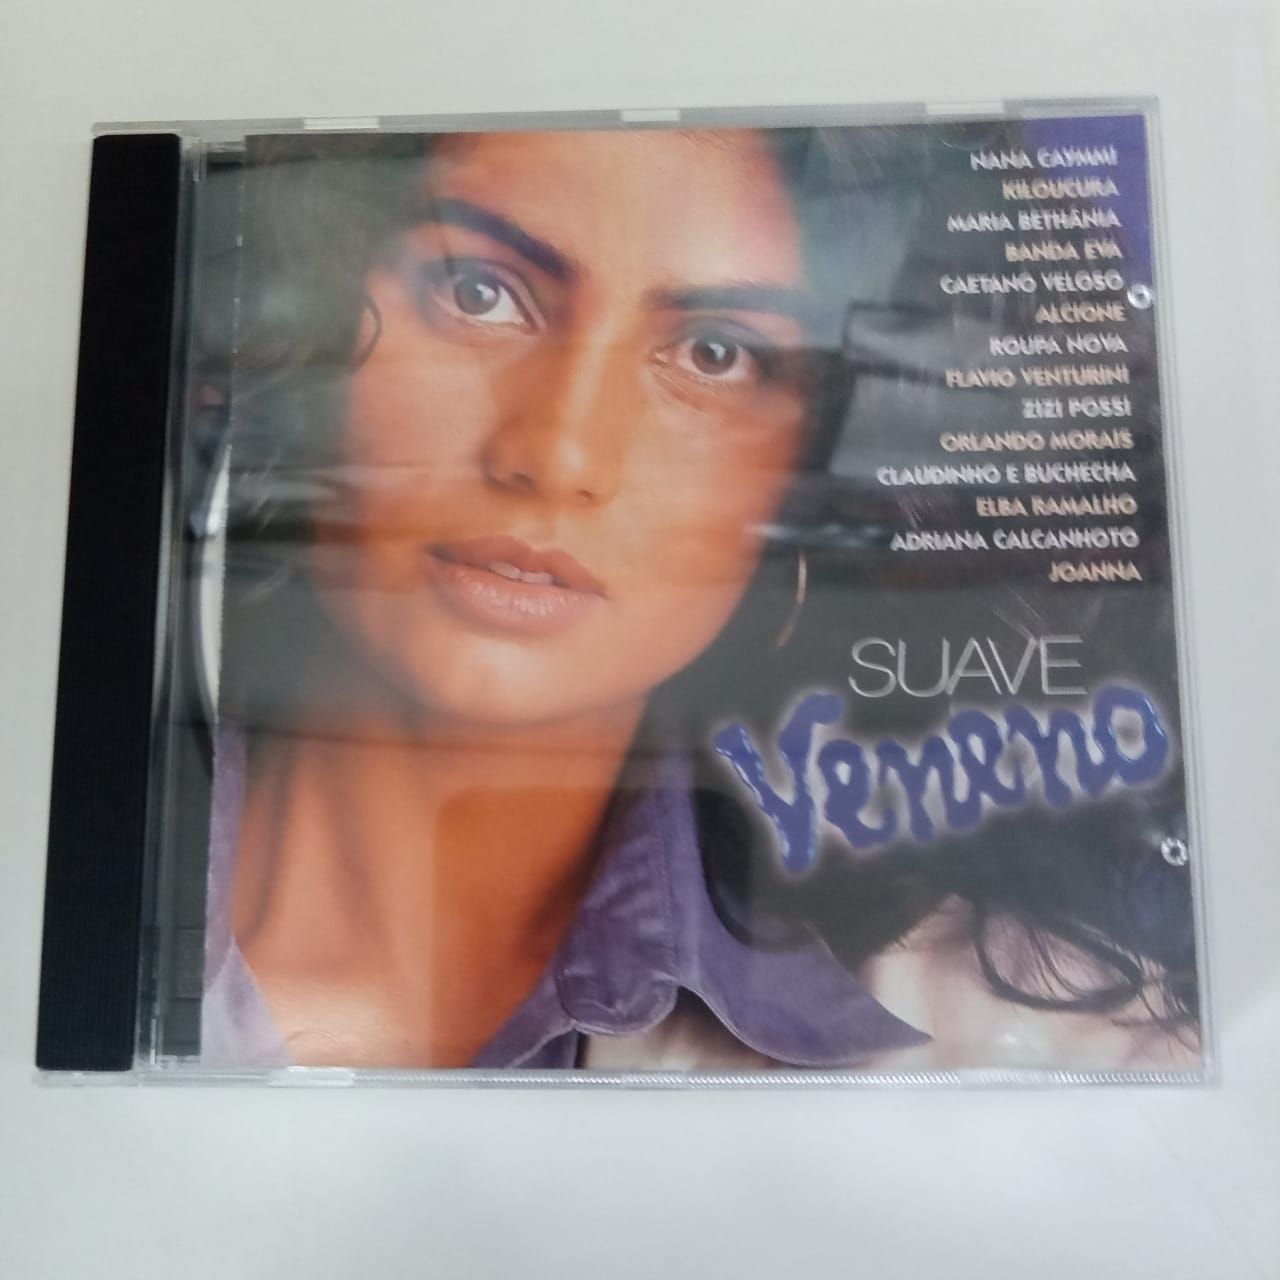 NANA CAYMMI
KILOUCURA
MARIA BETHÂNIA
BANDA EVA
CAETANO VELOSO
ALCIONE
ROUPA NOVA
FLAVIO VENTURINI
ZIZI POSSI
ORLANDO MORAIS
CLAUDINHO E BUCHECHA
ELBA RAMALHO
ADRIANA CALCANHOTO
JOANNA
SUAVE
Veneno